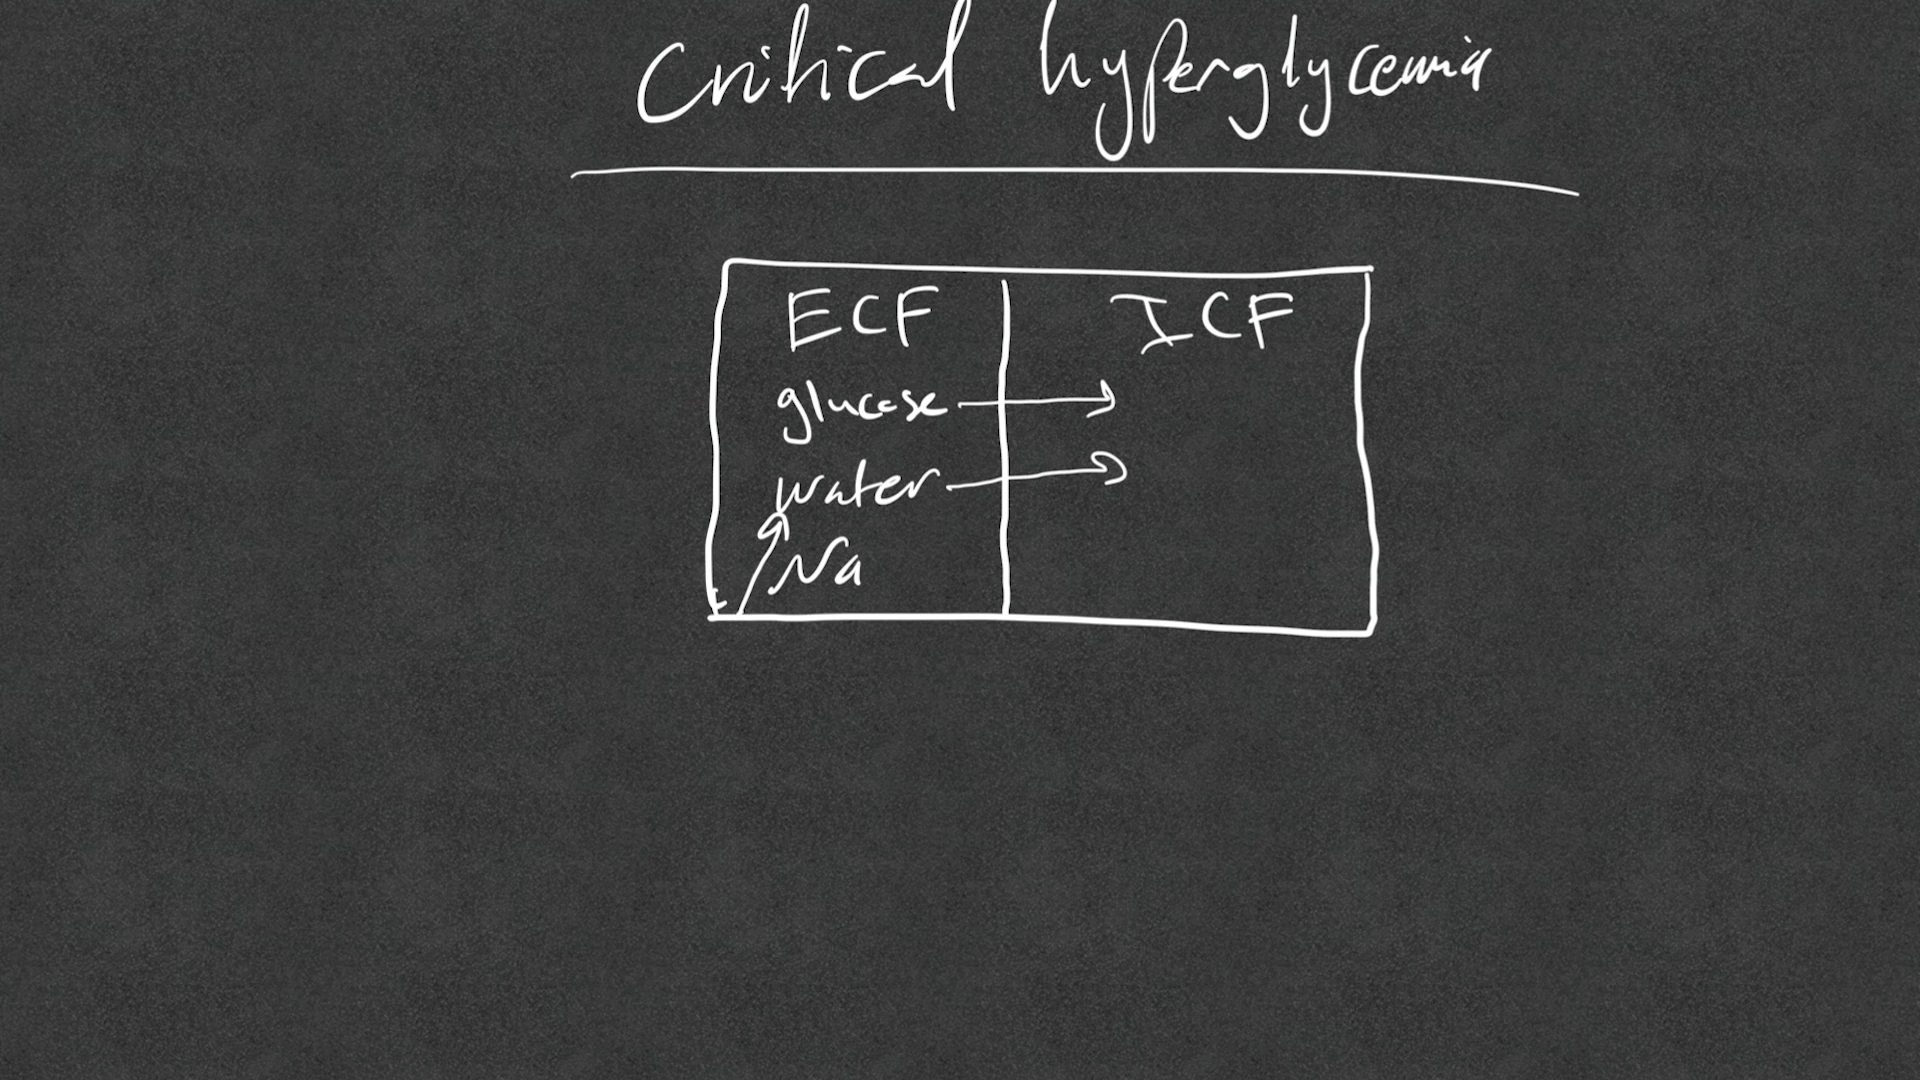 Critical hyperglycemia
ECF ICF
glucose
water
Na